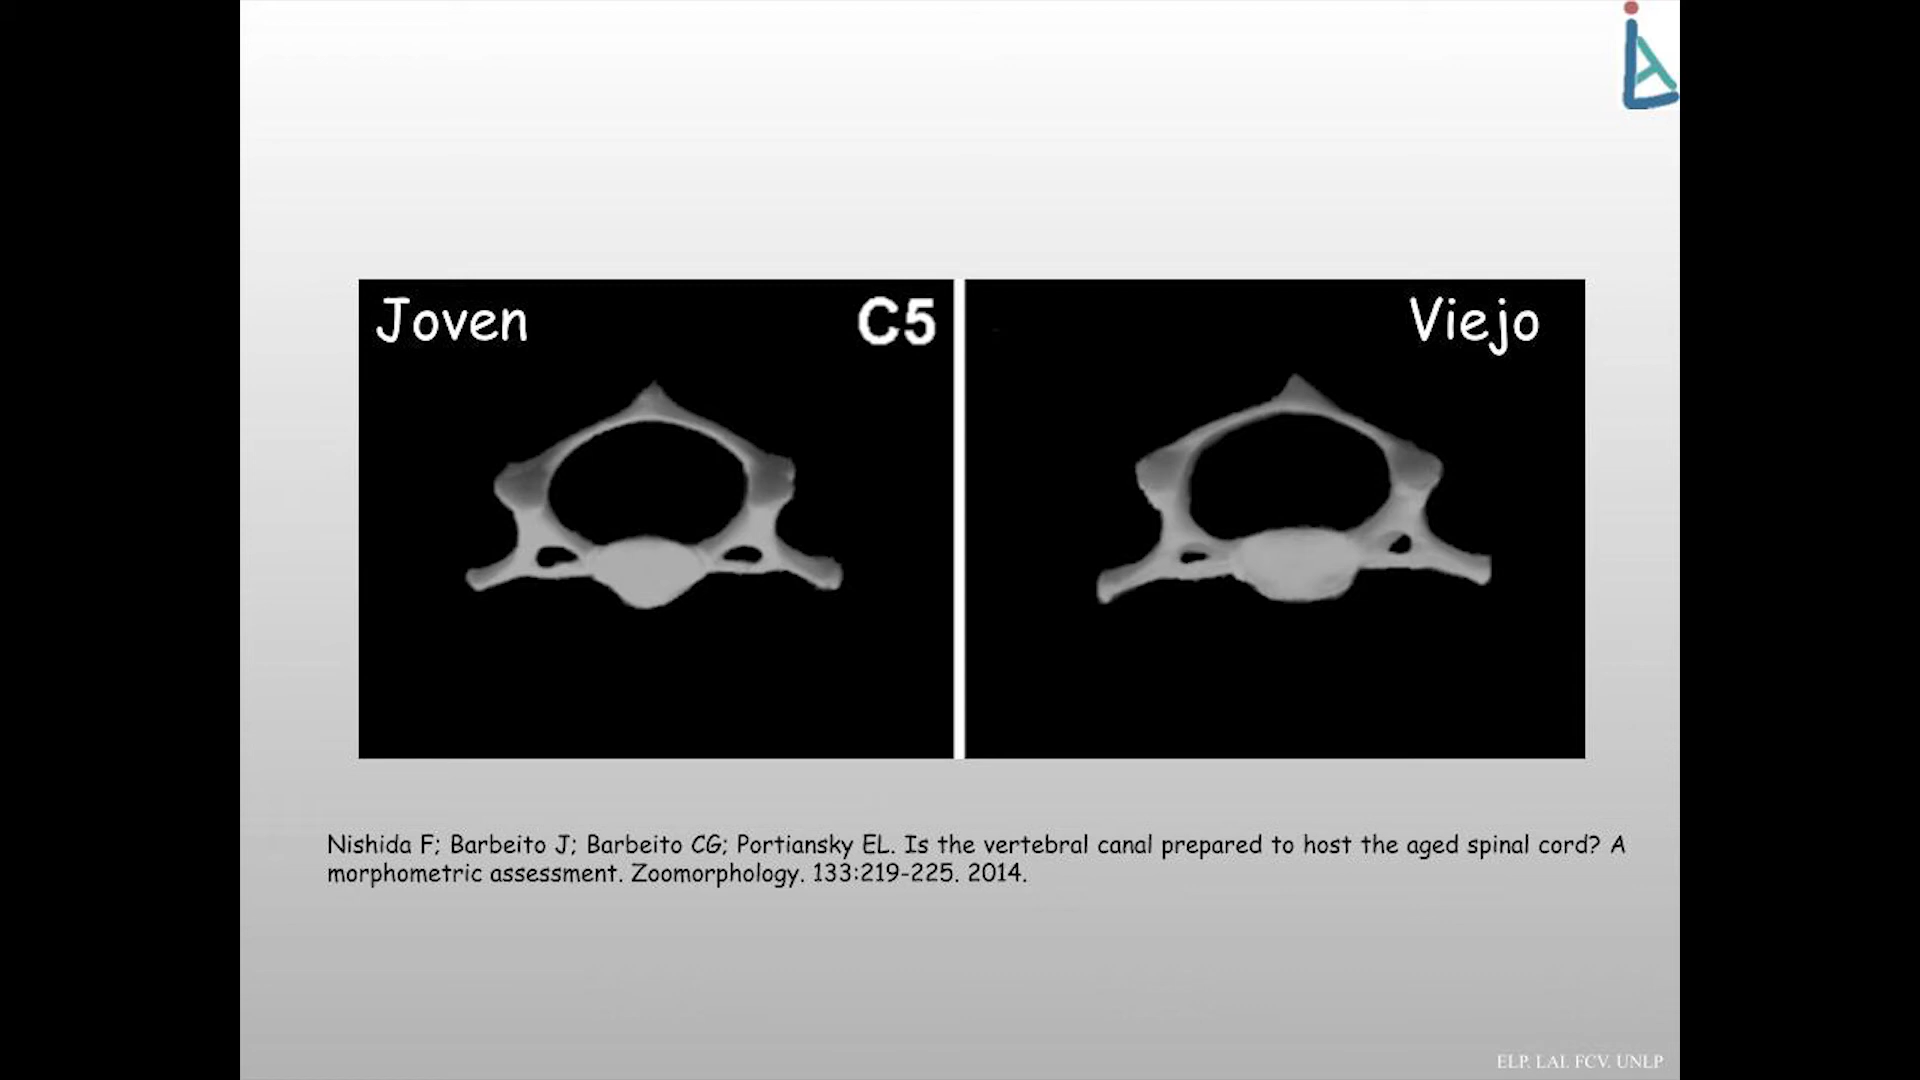 Joven
C5
Viejo
Nishida F; Barbeito J; Barbeito CG; Portiansky EL. Is the vertebral canal prepared to host the aged spinal cord? A
morphometric assessment. Zoomorphology. 133:219-225. 2014.
ELP. LAI. FCV. UNLP